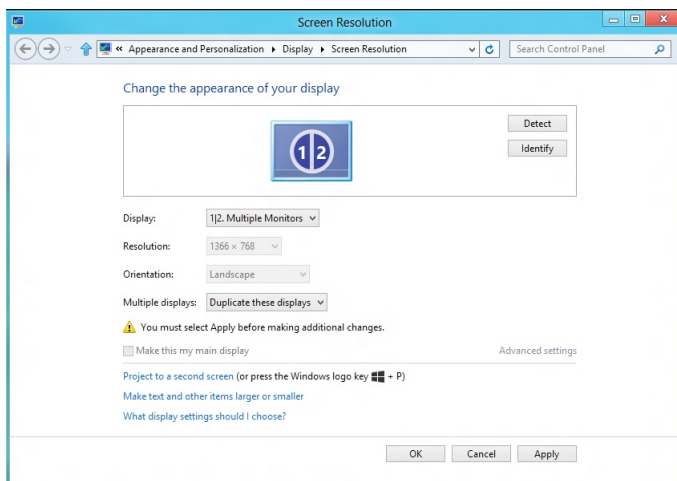 Screen Resolution
« Appearance and Personalization ▸ Display ▸ Screen Resolution
Search Control Panel
Change the appearance of your display
1|2
Detect
Identify
Display: 1|2. Multiple Monitors
Resolution: 1366 × 768
Orientation: Landscape
Multiple displays: Duplicate these displays
You must select Apply before making additional changes.
Make this my main display Advanced settings
Project to a second screen (or press the Windows logo key + P)
Make text and other items larger or smaller
What display settings should I choose?
OK Cancel Apply